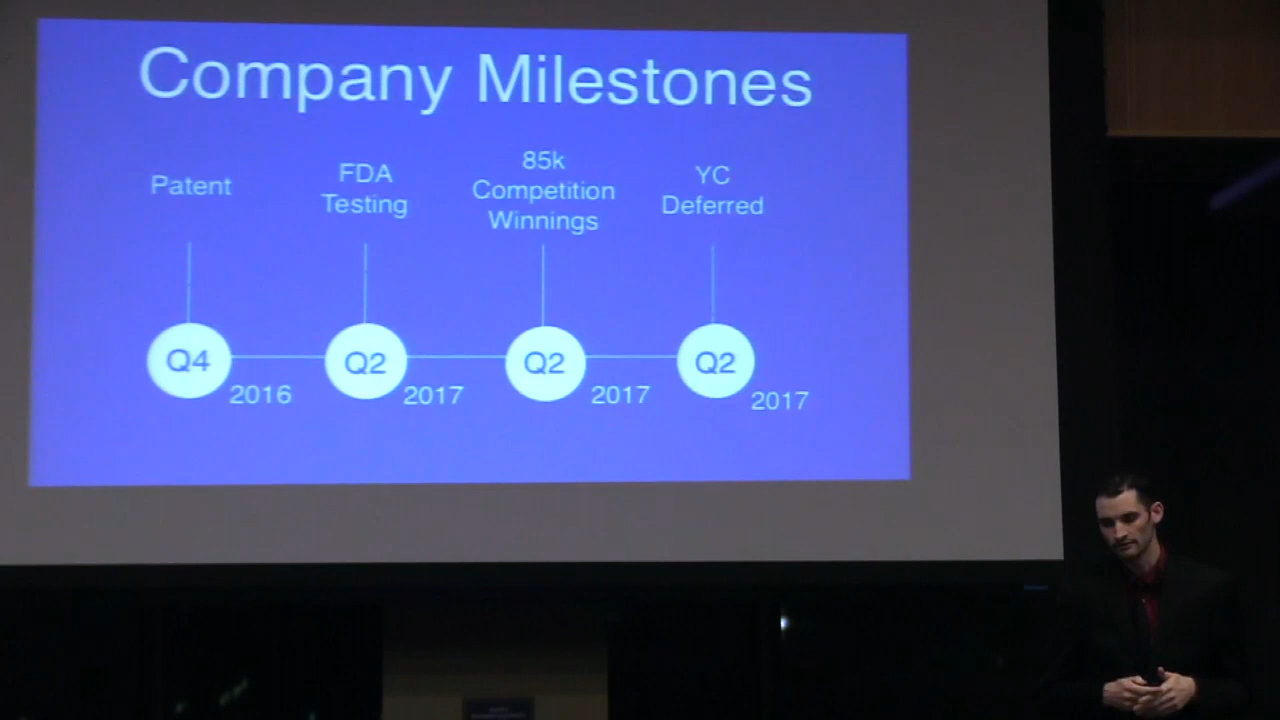 Company Milestones
Patent
FDA
Testing
85k
Competition
Winnings
YC
Deferred
Q4
2016
Q2
2017
Q2
2017
Q2
2017